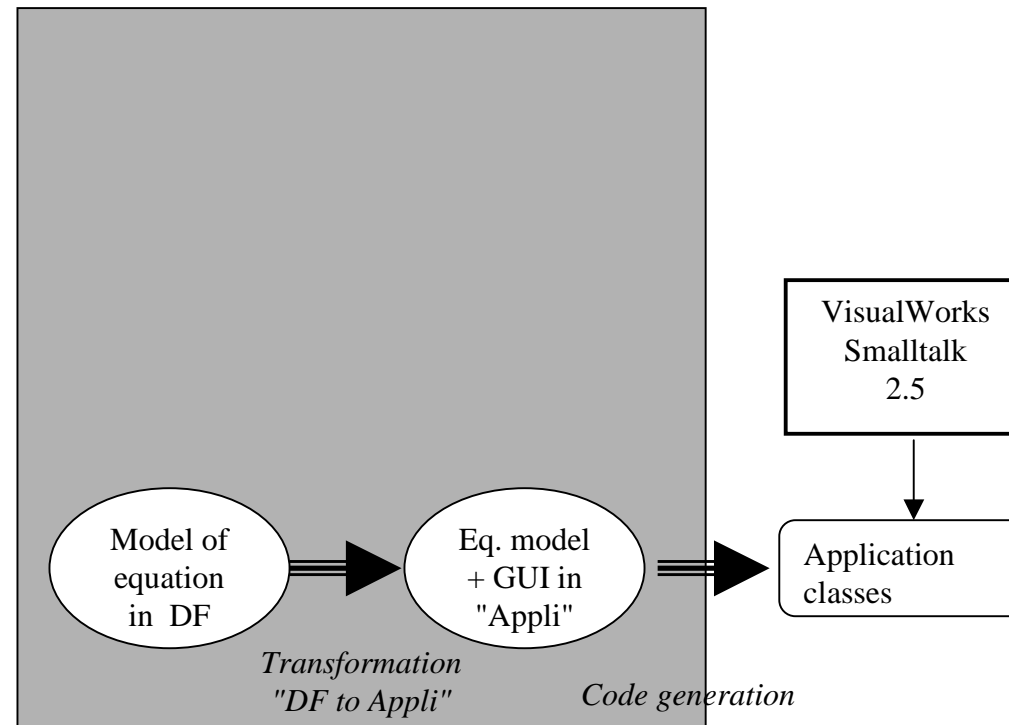 VisualWorks
Smalltalk
2.5
Model of
equation
in DF
Eq. model
+ GUI in
"Appli"
Application
classes
Transformation
"DF to Appli"
Code generation